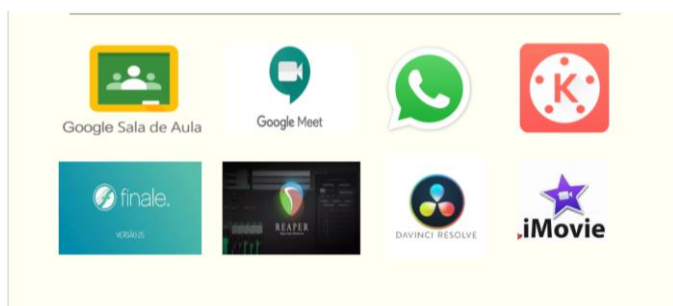 Google Sala de Aula
Google Meet
K
finale.
VERSÃO 25
REAPER
DAVINCI RESOLVE
iMovie